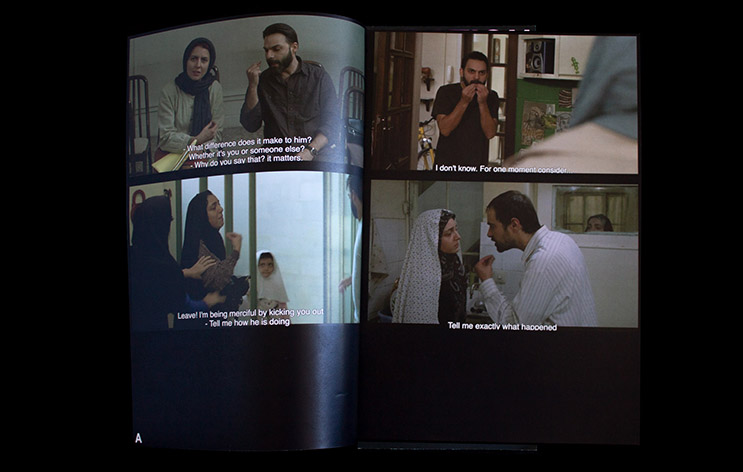 - What difference does it make to him?
Whether it's you or someone else?
- Why do you say that? it matters.
I don't know. For one moment consider
Leave! I'm being merciful by kicking you out
- Tell me how he is doing
Tell me exactly what happened
A